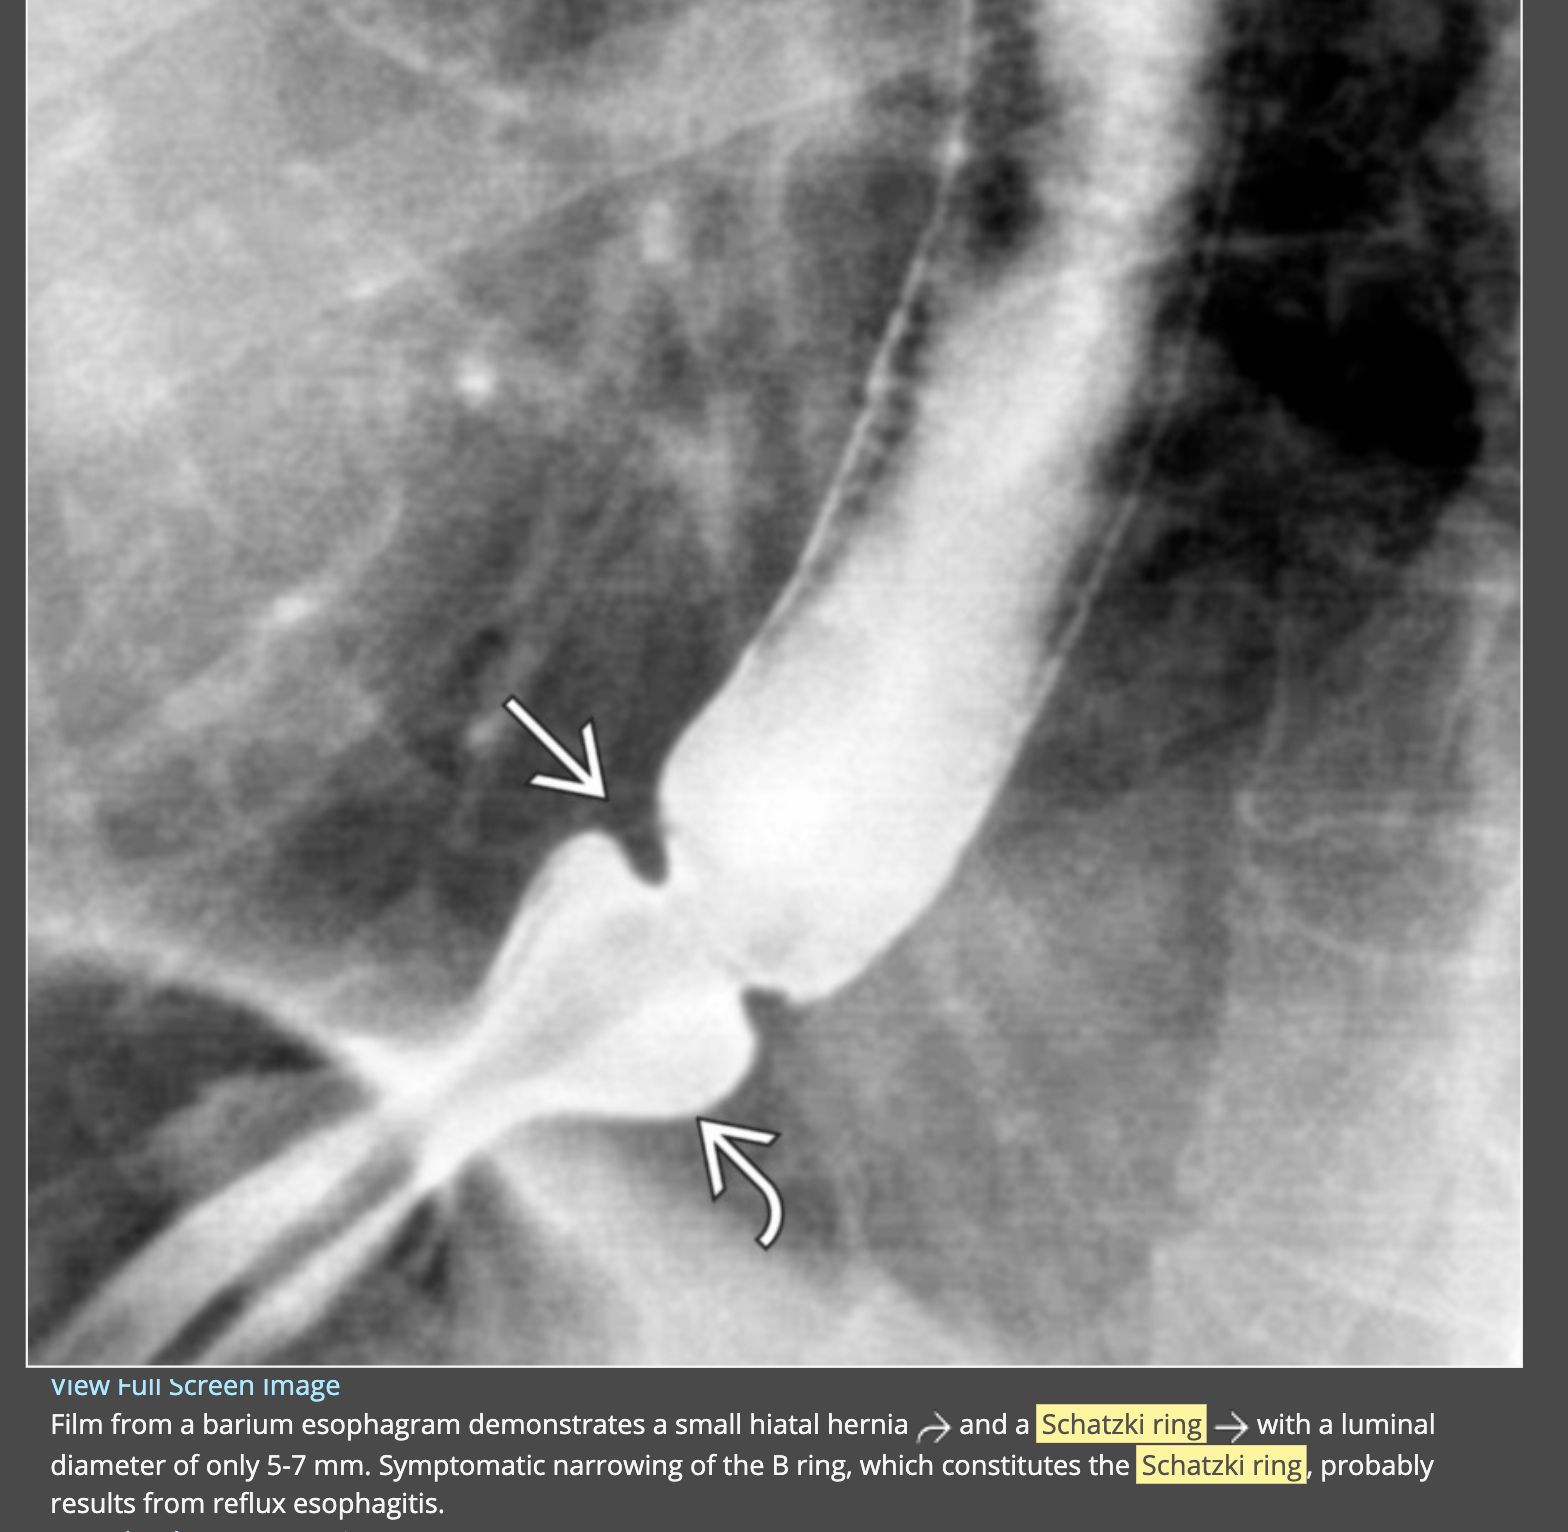 View Full Screen Image
Film from a barium esophagram demonstrates a small hiatal hernia and a Schatzki ring with a luminal
diameter of only 5-7 mm. Symptomatic narrowing of the B ring, which constitutes the Schatzki ring, probably
results from reflux esophagitis.